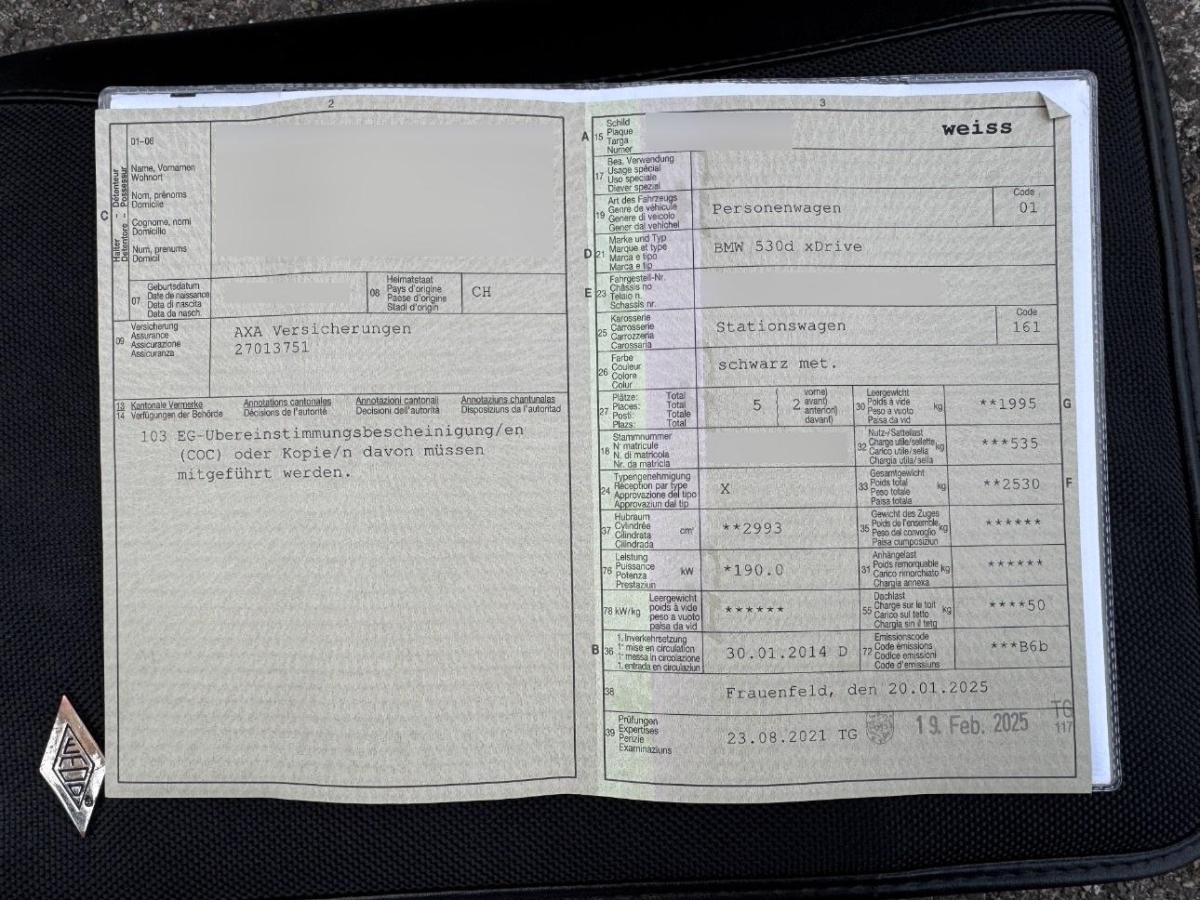 2
01-06
C
Halter - Détenteur
Detentore - Possessur
Name, Vornamen
Wohnort
Nom, prénoms
Domicile
Cognome, nomi
Domicilio
Num, prenums
Domicil
07
Geburtsdatum
Date de naissance
Data di nascita
Data da nasch.
08
Heimatstaat
Pays d'origine
Paese d'origine
Stadi d'origin
CH
09
Versicherung
Assurance
Assicurazione
Assicuranza
AXA Versicherungen
27013751
13 Kantonale Vermerke
14 Verfügungen der Behörde
Annotations cantonales
Décisions de l'autorité
Annotazioni cantonali
Decisioni dell'autorità
Annotaziuns chantunales
Disposiziuns da l'autoritad
103 EG-Uebereinstimmungsbescheinigung/en
(COC) oder Kopie/n davon müssen
mitgeführt werden.
EFCO
3
A 15
Schild
Plaque
Targa
Numer
weiss
17
Bes. Verwendung
Usage spécial
Uso speciale
Diever spezial
19
Art des Fahrzeugs
Genre de véhicule
Genere di veicolo
Gener dal vehichel
Personenwagen
Code
01
D 21
Marke und Typ
Marque et type
Marca e tipo
Marca e tip
BMW 530d xDrive
E 23
Fahrgestell-Nr.
Châssis no
Telaio n.
Schassis nr.
25
Karosserie
Carrosserie
Carrozzeria
Carossaria
Stationswagen
Code
161
26
Farbe
Couleur
Colore
Colur
schwarz met.
27
Plätze: Total
Places: Total
Posti: Totale
Plazs: Total
5
2
vorne)
avant)
anteriori)
davant)
30
Leergewicht
Poids à vide
Peso a vuoto
Paisa da vid
kg
**1995
G
18
Stammnummer
N° matricule
N. di matricola
Nr. da matricla
32
Nutz-/Sattellast
Charge utile/sellette
Carico utile/sella
Chargia utila/sella
kg
***535
24
Typengenehmigung
Réception par type
Approvazione del tipo
Approvaziun dal tip
X
33
Gesamtgewicht
Poids total
Peso totale
Paisa totala
kg
**2530
F
37
Hubraum
Cylindrée
Cilindrata
Cilindrada
cm³
**2993
35
Gewicht des Zuges
Poids de l'ensemble
Peso del convoglio
Paisa cumposiziun
kg
******
76
Leistung
Puissance
Potenza
Prestaziun
kW
*190.0
31
Anhängelast
Poids remorquable
Carico rimorchiato
Chargia annexa
kg
******
78 kW/kg
Leergewicht
poids à vide
peso a vuoto
paisa da vid
******
55
Dachlast
Charge sur le toit
Carico sul tetto
Chargia sin il tetg
kg
****50
B 36
1. Inverkehrsetzung
1re mise en circulation
1a messa in circolazione
1. entrada en circulaziun
30.01.2014 D
72
Emissionscode
Code émissions
Codice emissioni
Code d'emissiuns
***B6b
38
Frauenfeld, den 20.01.2025
39
Prüfungen
Expertises
Perizie
Examinaziuns
23.08.2021 TG
19. Feb. 2025
TG
117